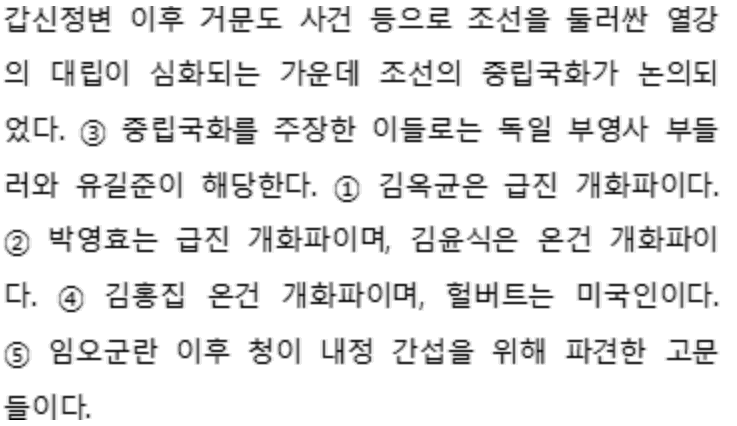 갑신정변 이후 거문도 사건 등으로 조선을 둘러싼 열강
의 대립이 심화되는 가운데 조선의 중립국화가 논의되
었다. ③ 중립국화를 주장한 이들로는 독일 부영사 부들
러와 유길준이 해당한다. ① 김옥균은 급진 개화파이다.
② 박영효는 급진 개화파이며, 김윤식은 온건 개화파이
다. ④ 김홍집 온건 개화파이며, 헐버트는 미국인이다.
⑤ 임오군란 이후 청이 내정 간섭을 위해 파견한 고문
들이다.